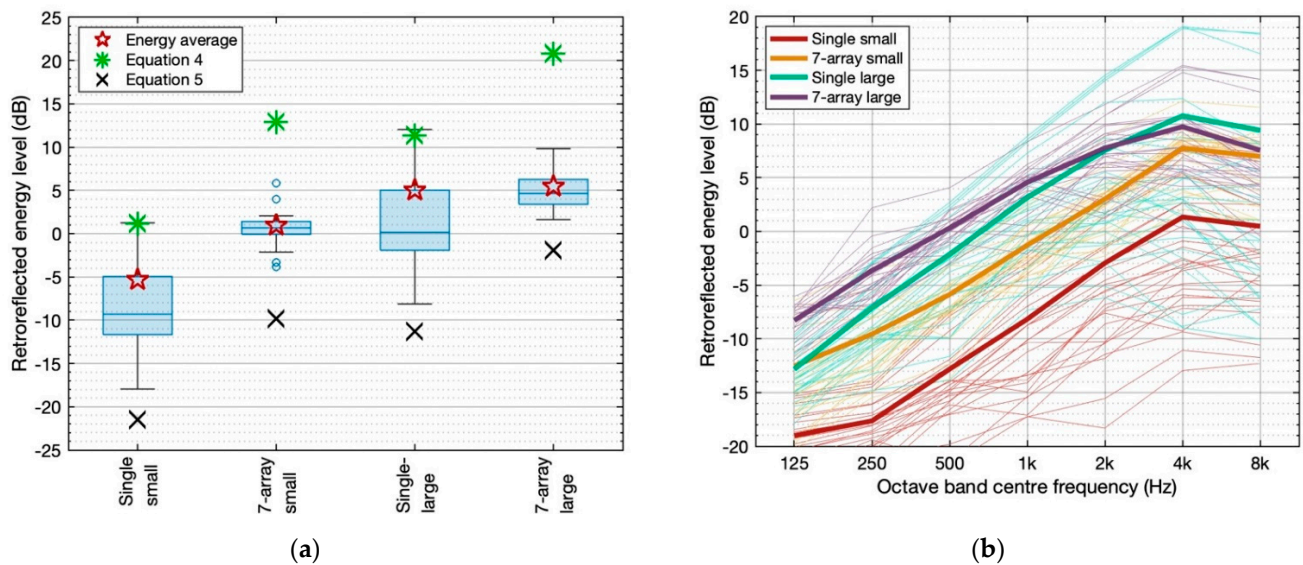 Retroreflected energy level (dB)
25
20
15
10
5
0
-5
-10
-15
-20
-25
Energy average
Equation 4
Equation 5
Single
small
7-array
small
Single-
large
7-array
large
(a)
Retroreflected energy level (dB)
20
15
10
5
0
-5
-10
-15
-20
Single small
7-array small
Single large
7-array large
125 250 500 1k 2k 4k 8k
Octave band centre frequency (Hz)
(b)